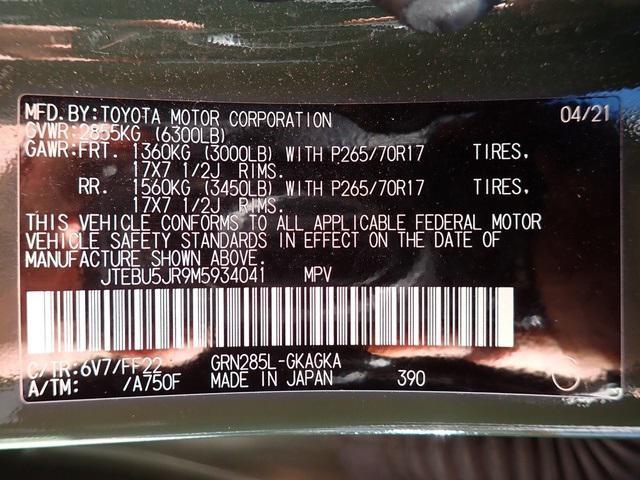 MFD.BY:TOYOTA MOTOR CORPORATION 04/21
GVWR:2855KG (6300LB)
GAWR:FRT. 1360KG (3000LB) WITH P265/70R17 TIRES,
17X7 1/2J RIMS.
RR. 1560KG (3450LB) WITH P265/70R17 TIRES,
17X7 1/2J RIMS.
THIS VEHICLE CONFORMS TO ALL APPLICABLE FEDERAL MOTOR
VEHICLE SAFETY STANDARDS IN EFFECT ON THE DATE OF
MANUFACTURE SHOWN ABOVE.
JTEBU5JR9M5934041 MPV
C/TR:6V7/FF22 GRN285L-GKAGKA
A/TM: /A750F MADE IN JAPAN 390